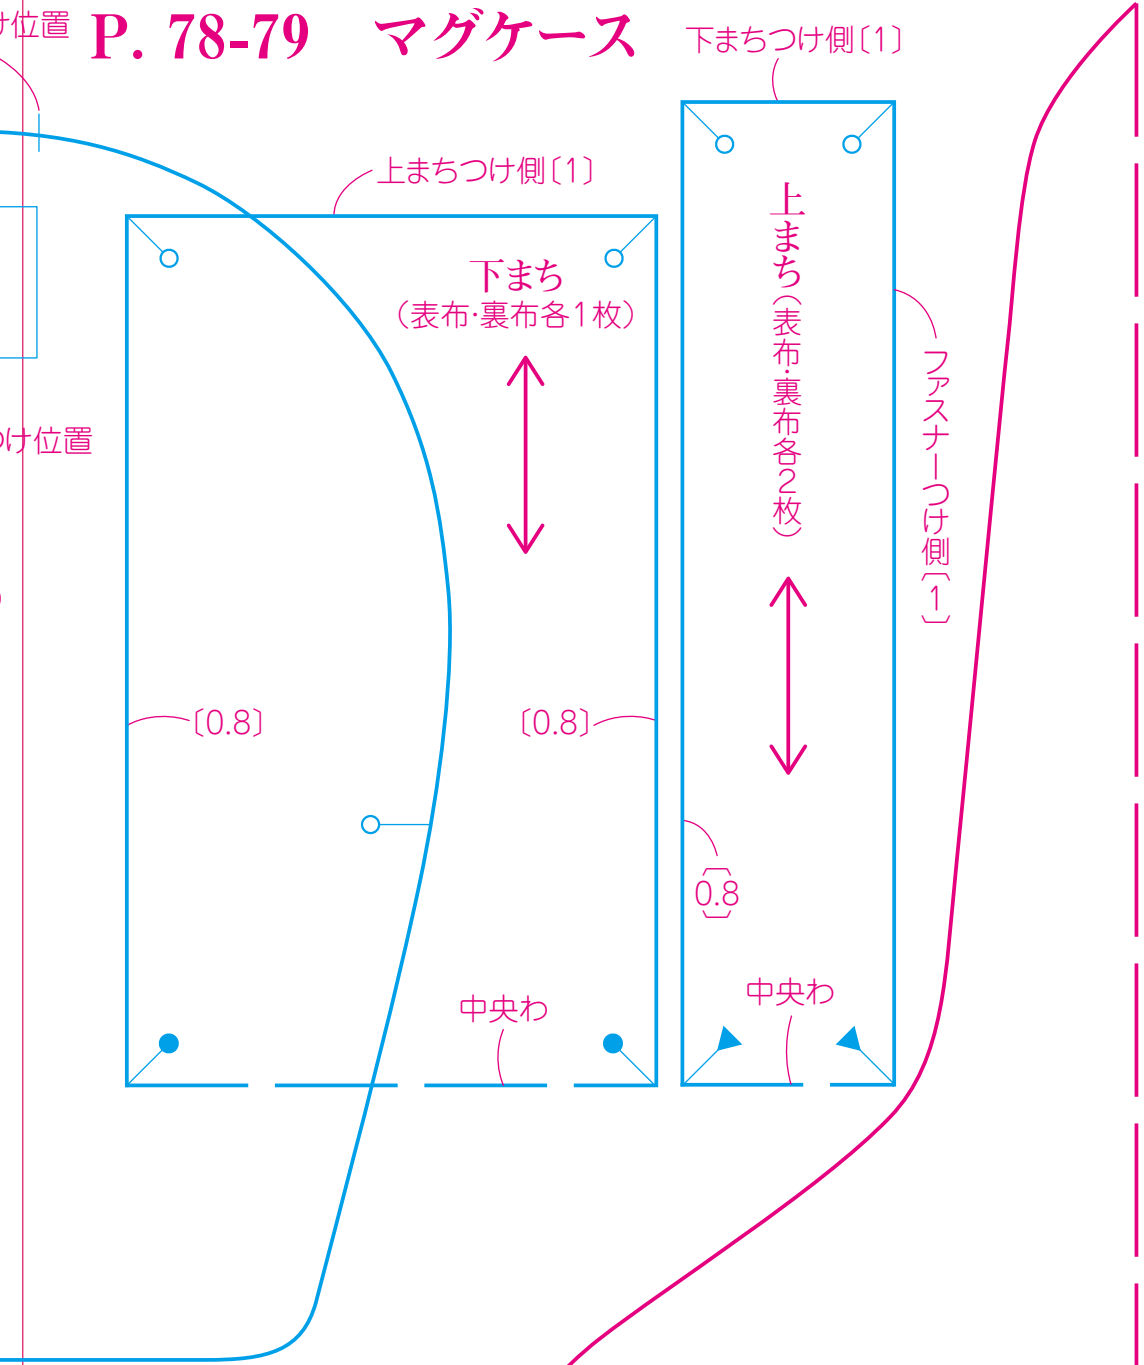 け位置
P. 78-79 マグケース
下まちつけ側〔1〕
上まちつけ側〔1〕
下まち
(表布・裏布各1枚)
上まち(表布・裏布各2枚)
ファスナーつけ側〔1〕
つけ位置
〔0.8〕
〔0.8〕
〔0.8〕
中央わ
中央わ